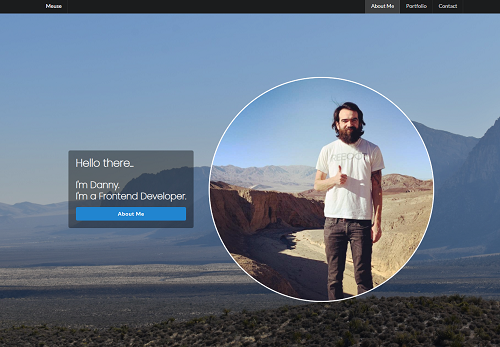 Meuse
About Me
Portfolio
Contact
Hello there..
I'm Danny.
I'm a Frontend Developer.
About Me